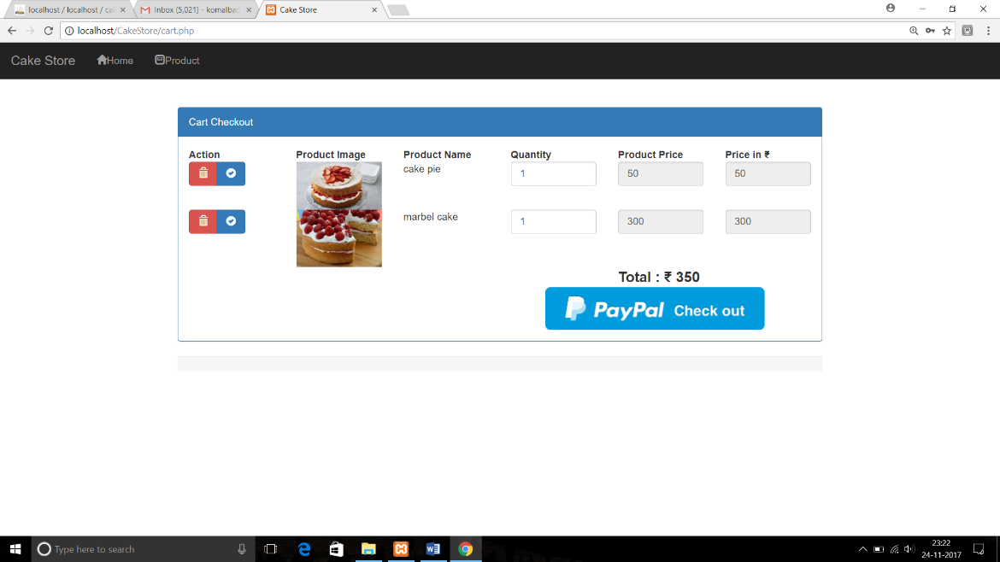 localhost / localhost / cal
Inbox (5,021) - komalbac
Cake Store
localhost/CakeStore/cart.php
Cake Store Home Product
Cart Checkout
Action Product Image Product Name Quantity Product Price Price in ₹
cake pie 1 50 50
marbel cake 1 300 300
Total : ₹ 350
PayPal Check out
Type here to search
23:22
24-11-2017